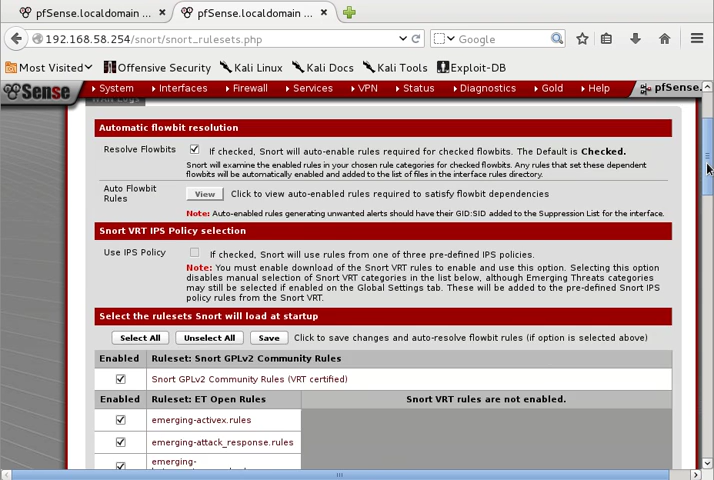 pfSense.localdomain ... ×
pfSense.localdomain ... ×
192.168.58.254/snort/snort_rulesets.php
Google
Most Visited
Offensive Security
Kali Linux
Kali Docs
Kali Tools
Exploit-DB
Sense
System
Interfaces
Firewall
Services
VPN
Status
Diagnostics
Gold
Help
pfSense.
Automatic flowbit resolution
Resolve Flowbits
If checked, Snort will auto-enable rules required for checked flowbits. The Default is Checked.
Snort will examine the enabled rules in your chosen rule categories for checked flowbits. Any rules that set these dependent
flowbits will be automatically enabled and added to the list of files in the interface rules directory.
Auto Flowbit
Rules
View
Click to view auto-enabled rules required to satisfy flowbit dependencies
Note: Auto-enabled rules generating unwanted alerts should have their GID:SID added to the Suppression List for the interface.
Snort VRT IPS Policy selection
Use IPS Policy
If checked, Snort will use rules from one of three pre-defined IPS policies.
Note: You must enable download of the Snort VRT rules to enable and use this option. Selecting this option
disables manual selection of Snort VRT categories in the list below, although Emerging Threats categories
may still be selected if enabled on the Global Settings tab. These will be added to the pre-defined Snort IPS
policy rules from the Snort VRT.
Select the rulesets Snort will load at startup
Select All
Unselect All
Save
Click to save changes and auto-resolve flowbit rules (if option is selected above)
Enabled
Ruleset: Snort GPLv2 Community Rules
Snort GPLv2 Community Rules (VRT certified)
Enabled
Ruleset: ET Open Rules
Snort VRT rules are not enabled.
emerging-activex.rules
emerging-attack_response.rules
emerging-